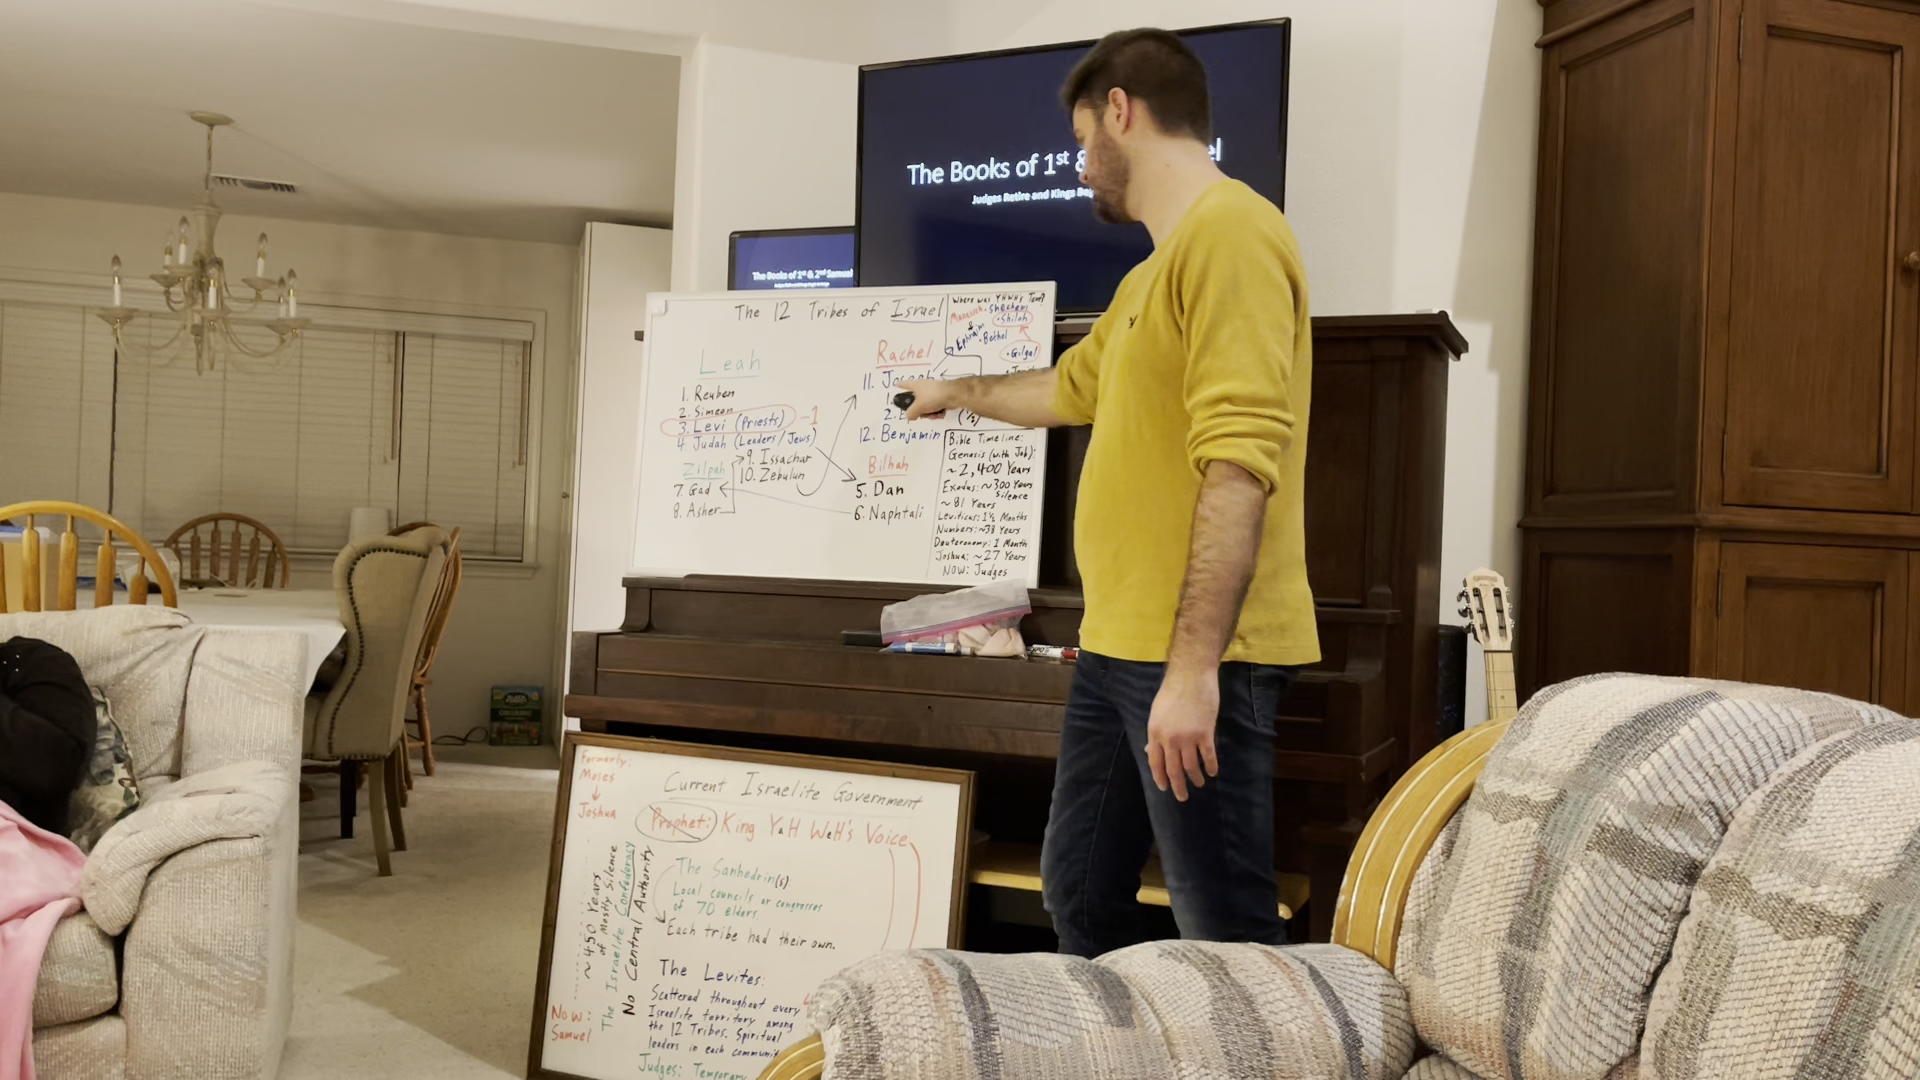 The Books of 1st &
Judges Retire and Kings
The Books of 1st & 2nd Samuel
The 12 Tribes of Israel
Leah
1. Reuben
2. Simeon
3. Levi (Priests) -1
4. Judah (Leaders/Jews)
Zilpah
7. Gad
8. Asher
9. Issachar
10. Zebulun
Rachel
11. Joseph
1.
2. E
(½)
12. Benjamin
Bilhah
5. Dan
6. Naphtali
Where was YHWH's Tent?
Manasseh • Shechem
& • Shiloh
Ephraim • Bethel
• Gilgal
Bible Timeline:
Genesis (with Job):
~2,400 Years
Exodus: ~300 Years
Silence
~81 Years
Leviticus: 1½ Months
Numbers: ~38 Years
Deuteronomy: 1 Month
Joshua: ~27 Years
NOW: Judges
Formerly:
Moses
Joshua
~450 Years
of Mostly Silence
The Israelite Confederacy
No Central Authority
Now:
Samuel
Current Israelite Government
Prophet: King YaH WeH's Voice
The Sanhedrin(s)
Local councils or congresses
of 70 elders.
Each tribe had their own.
The Levites:
Scattered throughout every
Israelite territory among
the 12 Tribes. Spiritual
leaders in each communit
Judges: Temporary